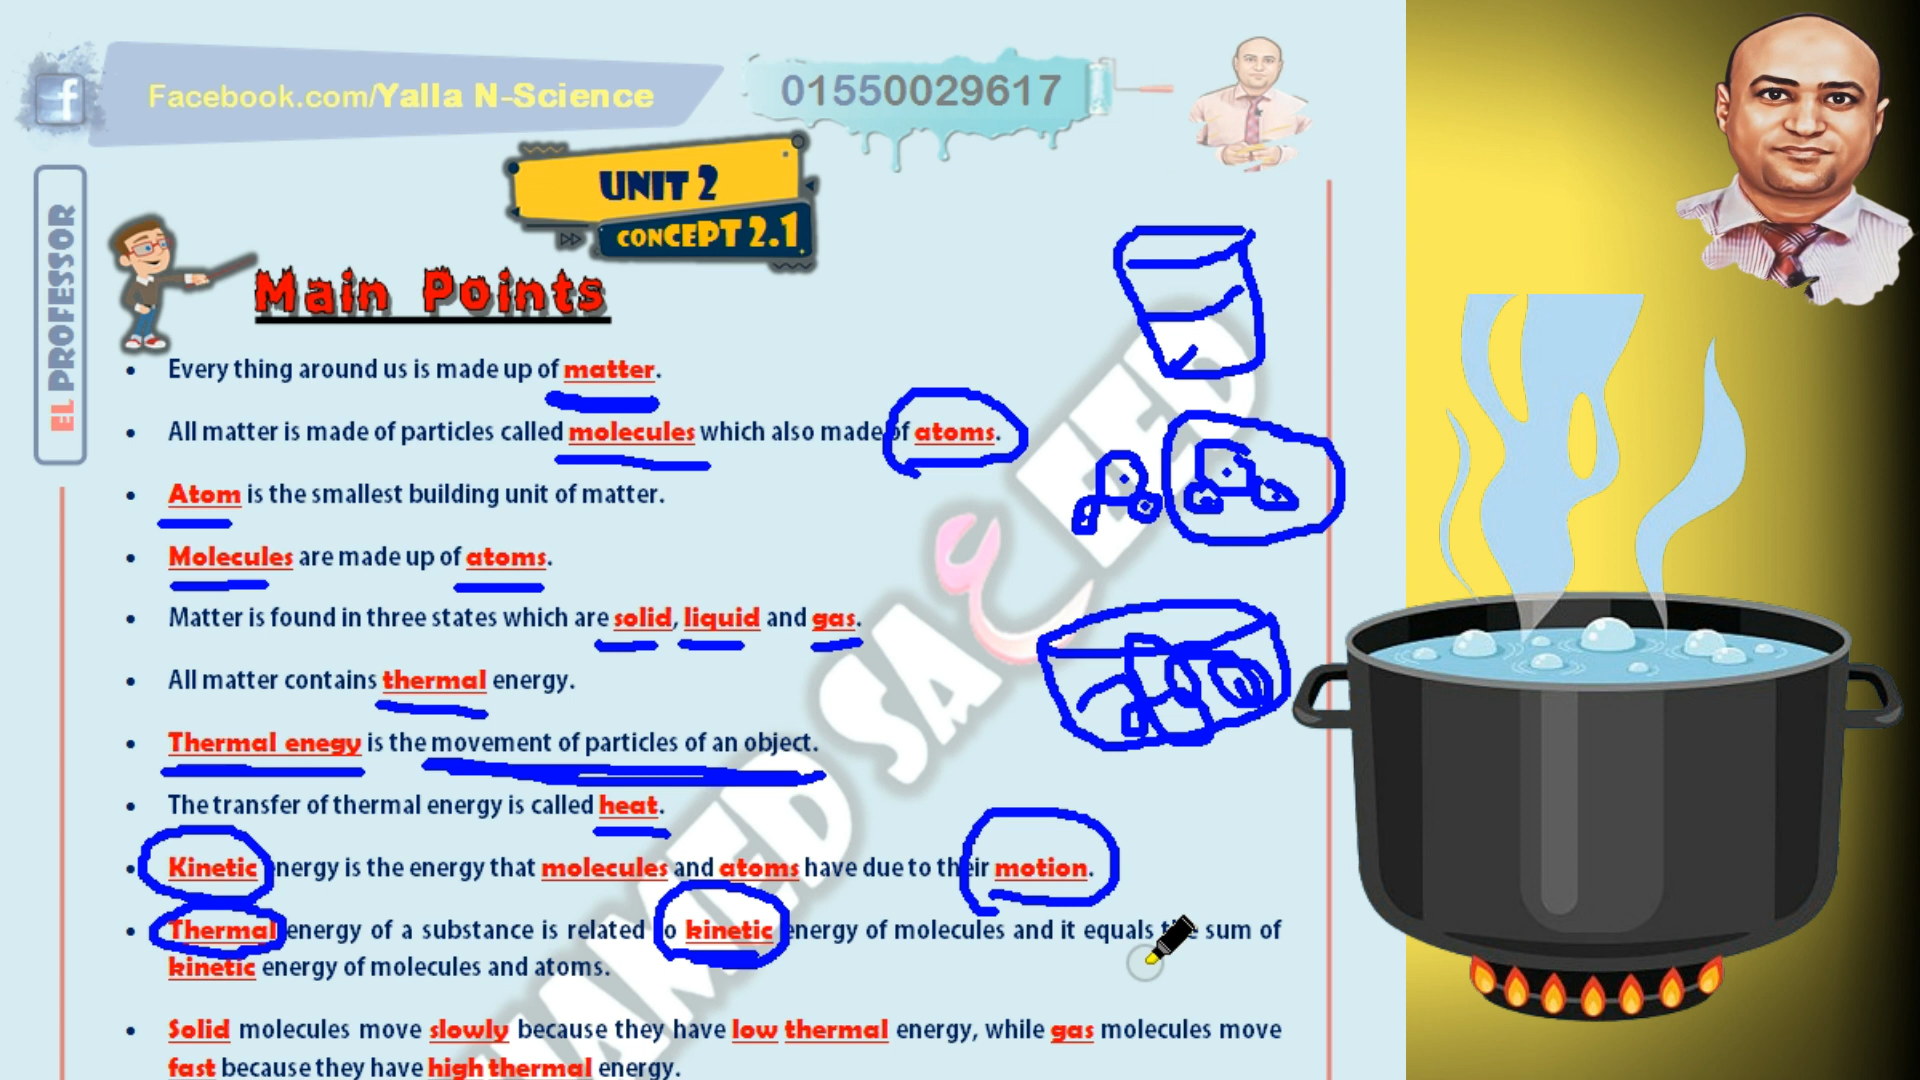 Facebook.com/Yalla N-Science
01550029617
UNIT 2
CONCEPT 2.1
EL PROFESSOR
Main Points
• Every thing around us is made up of matter.
• All matter is made of particles called molecules which also made of atoms.
• Atom is the smallest building unit of matter.
• Molecules are made up of atoms.
• Matter is found in three states which are solid, liquid and gas.
• All matter contains thermal energy.
• Thermal enegy is the movement of particles of an object.
• The transfer of thermal energy is called heat.
• Kinetic energy is the energy that molecules and atoms have due to their motion.
• Thermal energy of a substance is related to kinetic energy of molecules and it equals the sum of
kinetic energy of molecules and atoms.
• Solid molecules move slowly because they have low thermal energy, while gas molecules move
fast because they have high thermal energy.